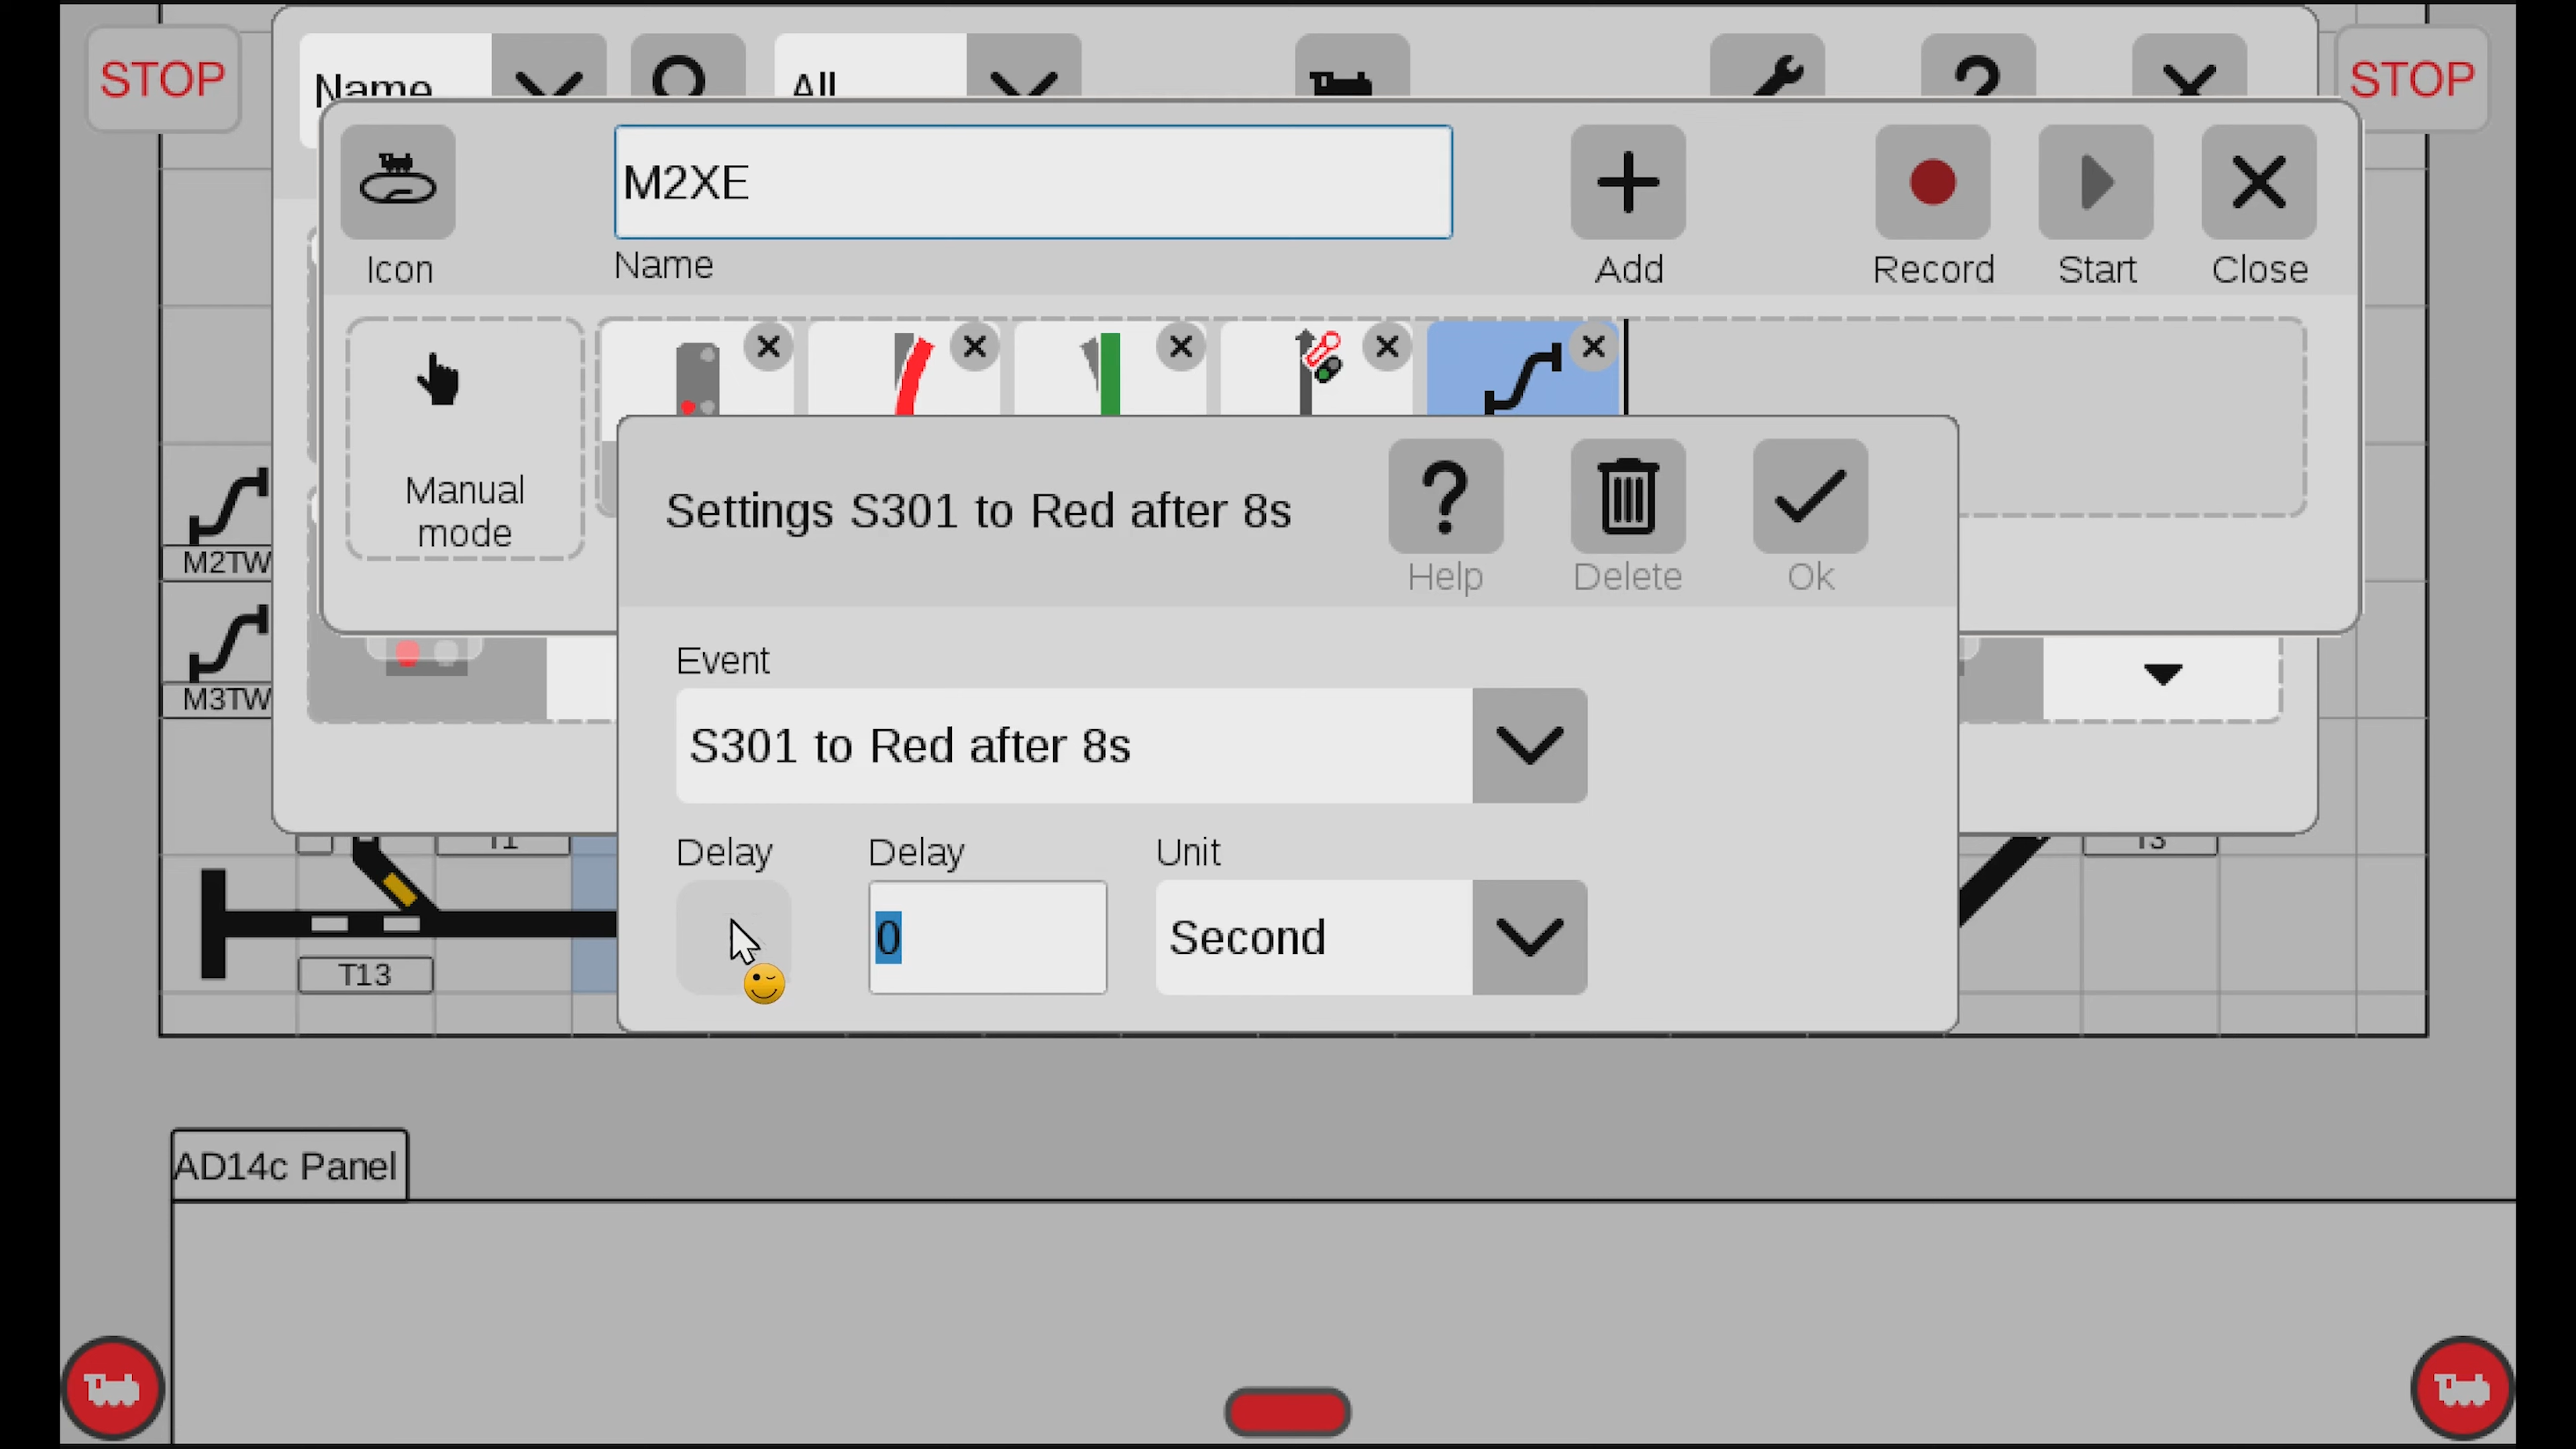 STOP
Name
All
STOP
M2XE
Icon
Name
Add
Record
Start
Close
Manual
mode
Settings S301 to Red after 8s
Help
Delete
Ok
M2TW
M3TW
Event
S301 to Red after 8s
Delay
Delay
Unit
0
Second
T1
T3
T13
AD14c Panel